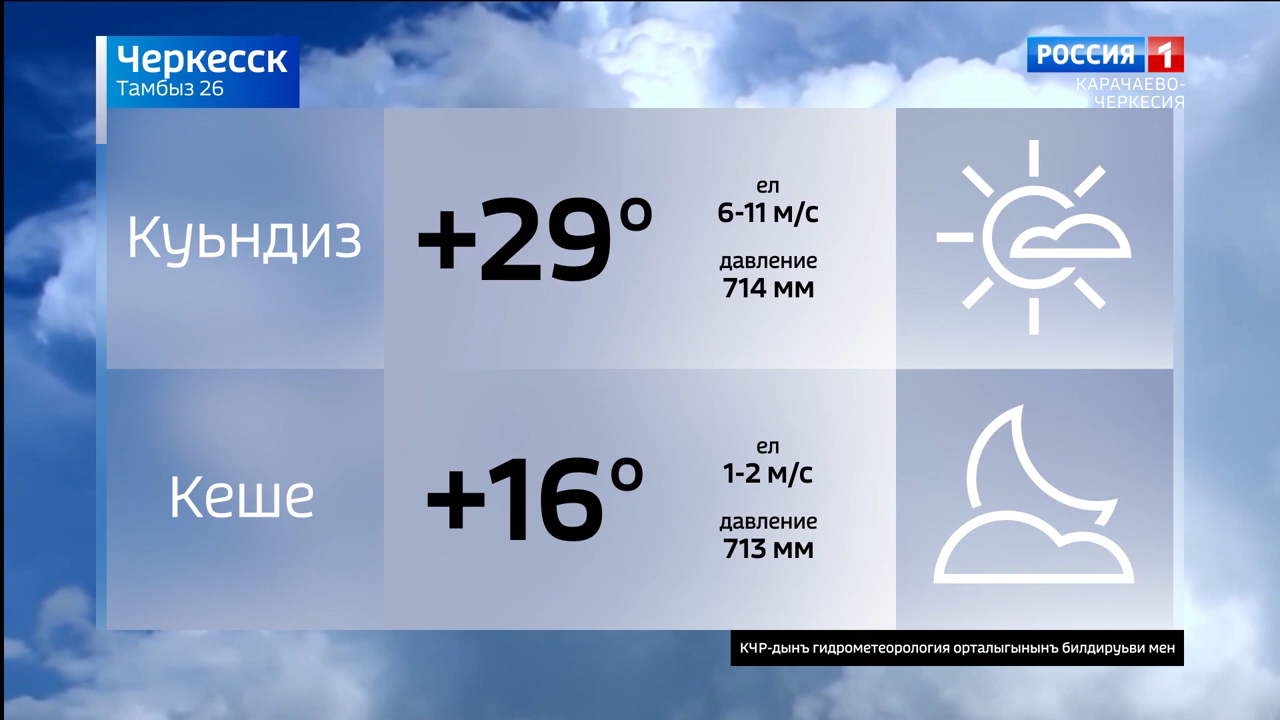 Черкесск
Тамбыз 26
РОССИЯ 1
КАРАЧАЕВО-
ЧЕРКЕСИЯ
Куьндиз
+29°
ел
6-11 м/с
давление
714 мм
Кеше
+16°
ел
1-2 м/с
давление
713 мм
КЧР-дынъ гидрометеорология орталыгынынъ билдируьви мен